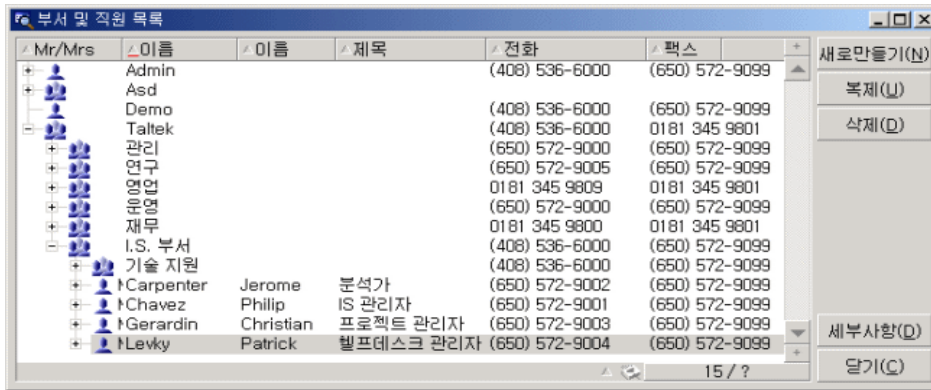 부서 및 직원 목록
Mr/Mrs 이름 이름 제목 전화 팩스
새로만들기(N)
복제(U)
삭제(D)
Admin (408) 536-6000 (650) 572-9099
Asd
Demo (408) 536-6000 (650) 572-9099
Taltek (408) 536-6000 0181 345 9801
관리 (650) 572-9000 (650) 572-9099
연구 (650) 572-9005 (650) 572-9099
영업 0181 345 9809 0181 345 9801
운영 (650) 572-9000 (650) 572-9099
재무 0181 345 9800 0181 345 9801
I.S. 부서 (408) 536-6000 (650) 572-9099
기술 지원 (408) 536-6000 (650) 572-9099
Carpenter Jerome 분석가 (650) 572-9002 (650) 572-9099
Chavez Philip IS 관리자 (650) 572-9001 (650) 572-9099
Gerardin Christian 프로젝트 관리자 (650) 572-9003 (650) 572-9099
Levky Patrick 헬프데스크 관리자 (650) 572-9004 (650) 572-9099
15 / ?
세부사항(D)
닫기(C)